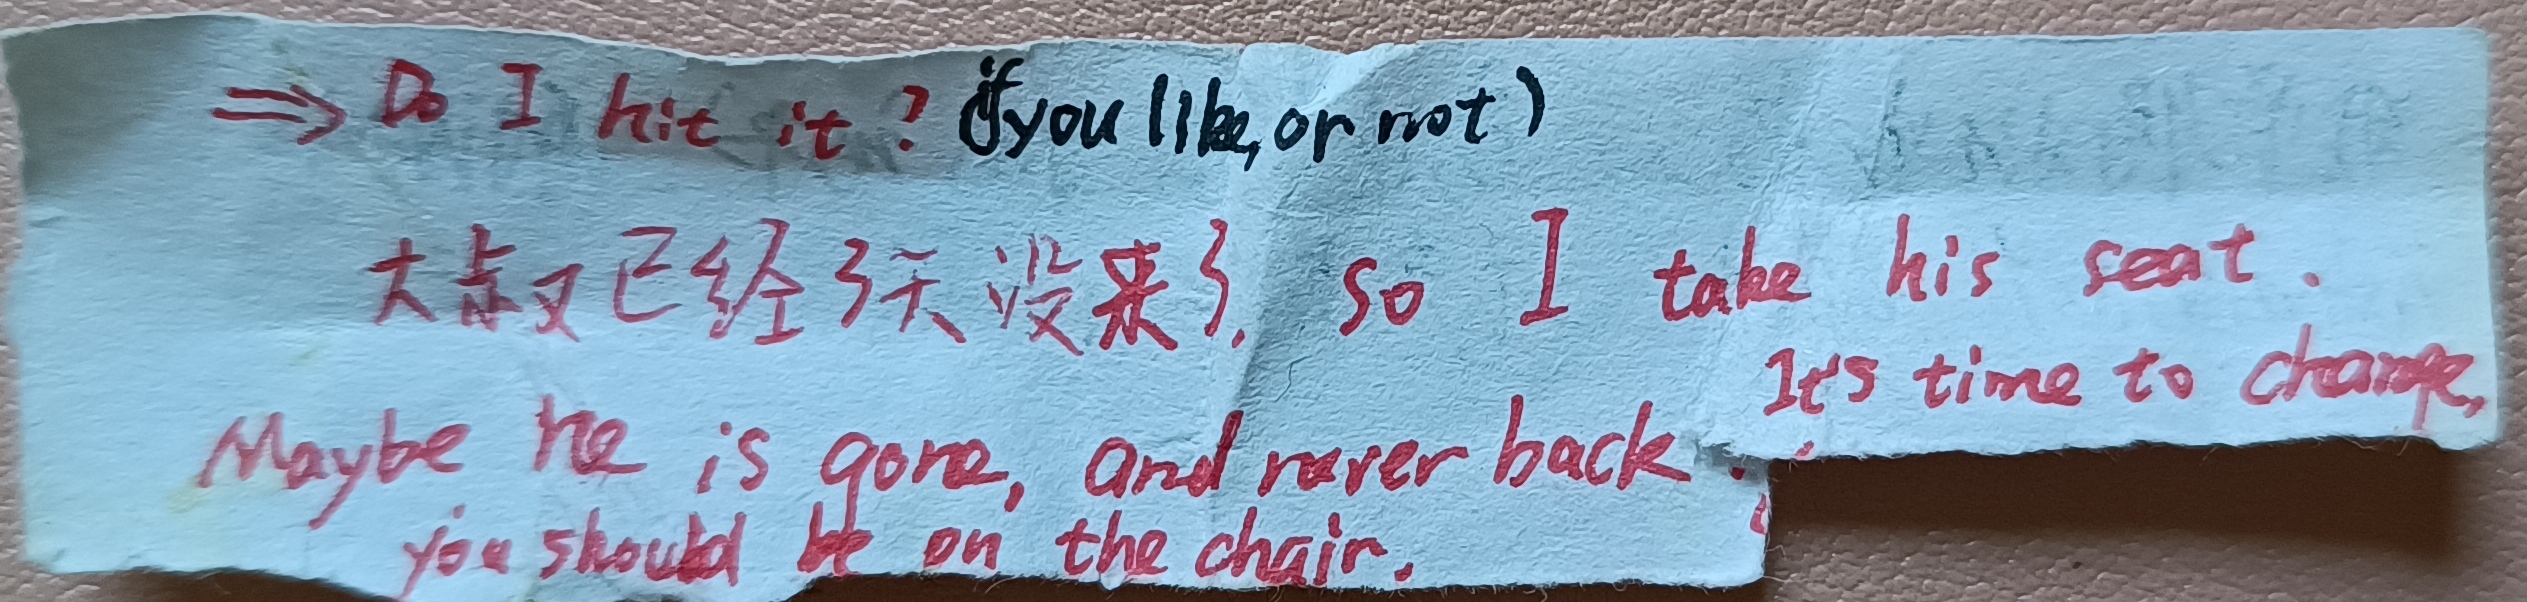 ⇒ Do I hit it? (if you like, or not)
大叔已经3天没来了, so I take his seat.
It's time to change,
Maybe he is gone, and never back.
you should be on the chair.